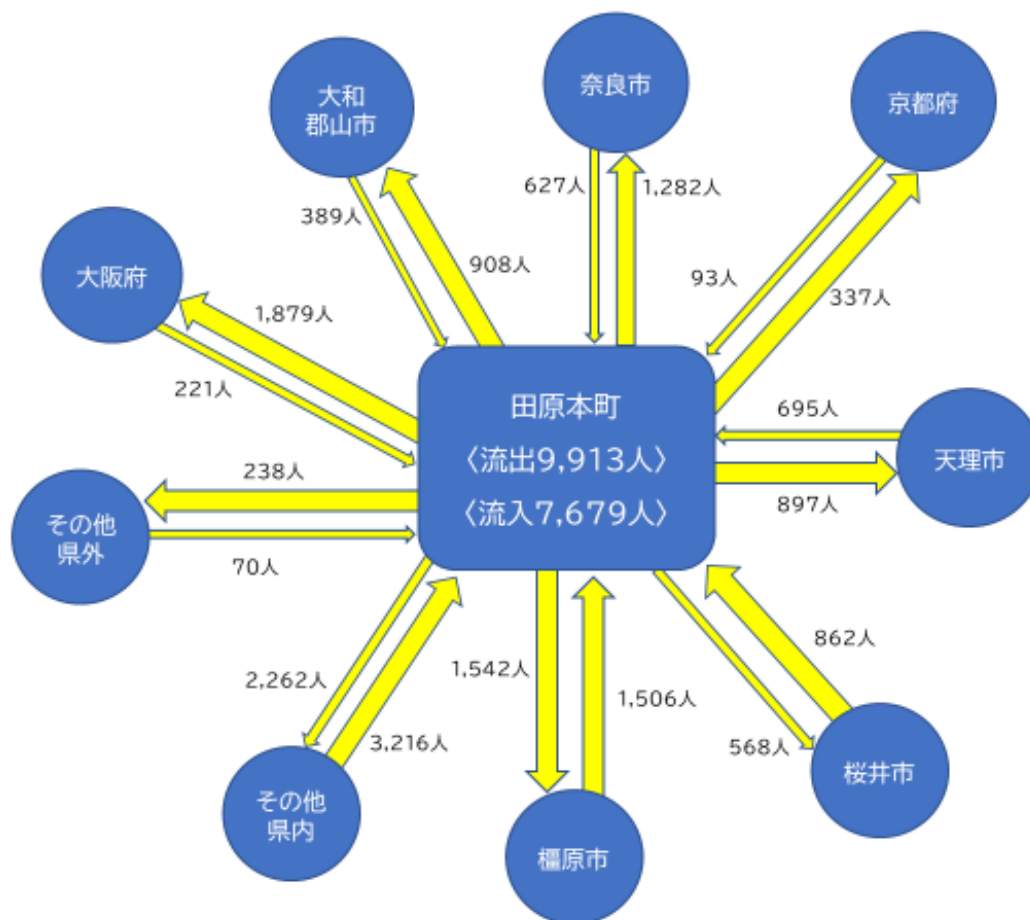 奈良市
大和
郡山市
京都府
627人
1,282人
389人
908人
93人
337人
大阪府
1,879人
221人
田原本町
〈流出9,913人〉
〈流入7,679人〉
695人
天理市
897人
238人
その他
県外
70人
862人
1,542人
1,506人
2,262人
3,216人
568人
桜井市
その他
県内
橿原市